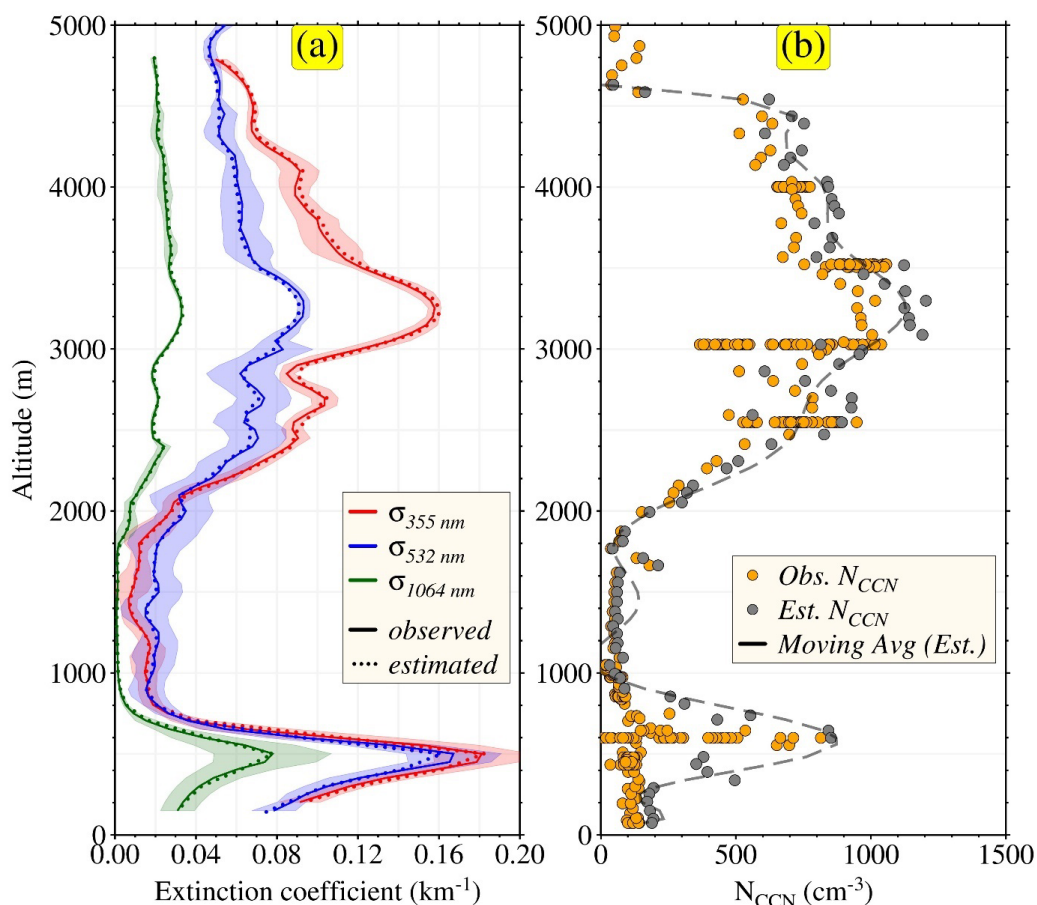 (a)
(b)
5000
4000
3000
2000
1000
0
Altitude (m)
σ355 nm
σ532 nm
σ1064 nm
observed
estimated
0.00 0.04 0.08 0.12 0.16 0.20
Extinction coefficient (km-1)
5000
4000
3000
2000
1000
0
Obs. NCCN
Est. NCCN
Moving Avg (Est.)
0 500 1000 1500
NCCN (cm-3)